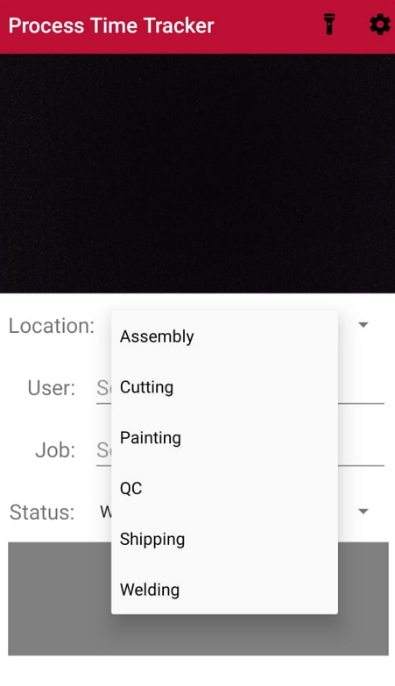 Process Time Tracker
Location:
Assembly
Cutting
User:
Painting
Job:
QC
Status:
Shipping
Welding